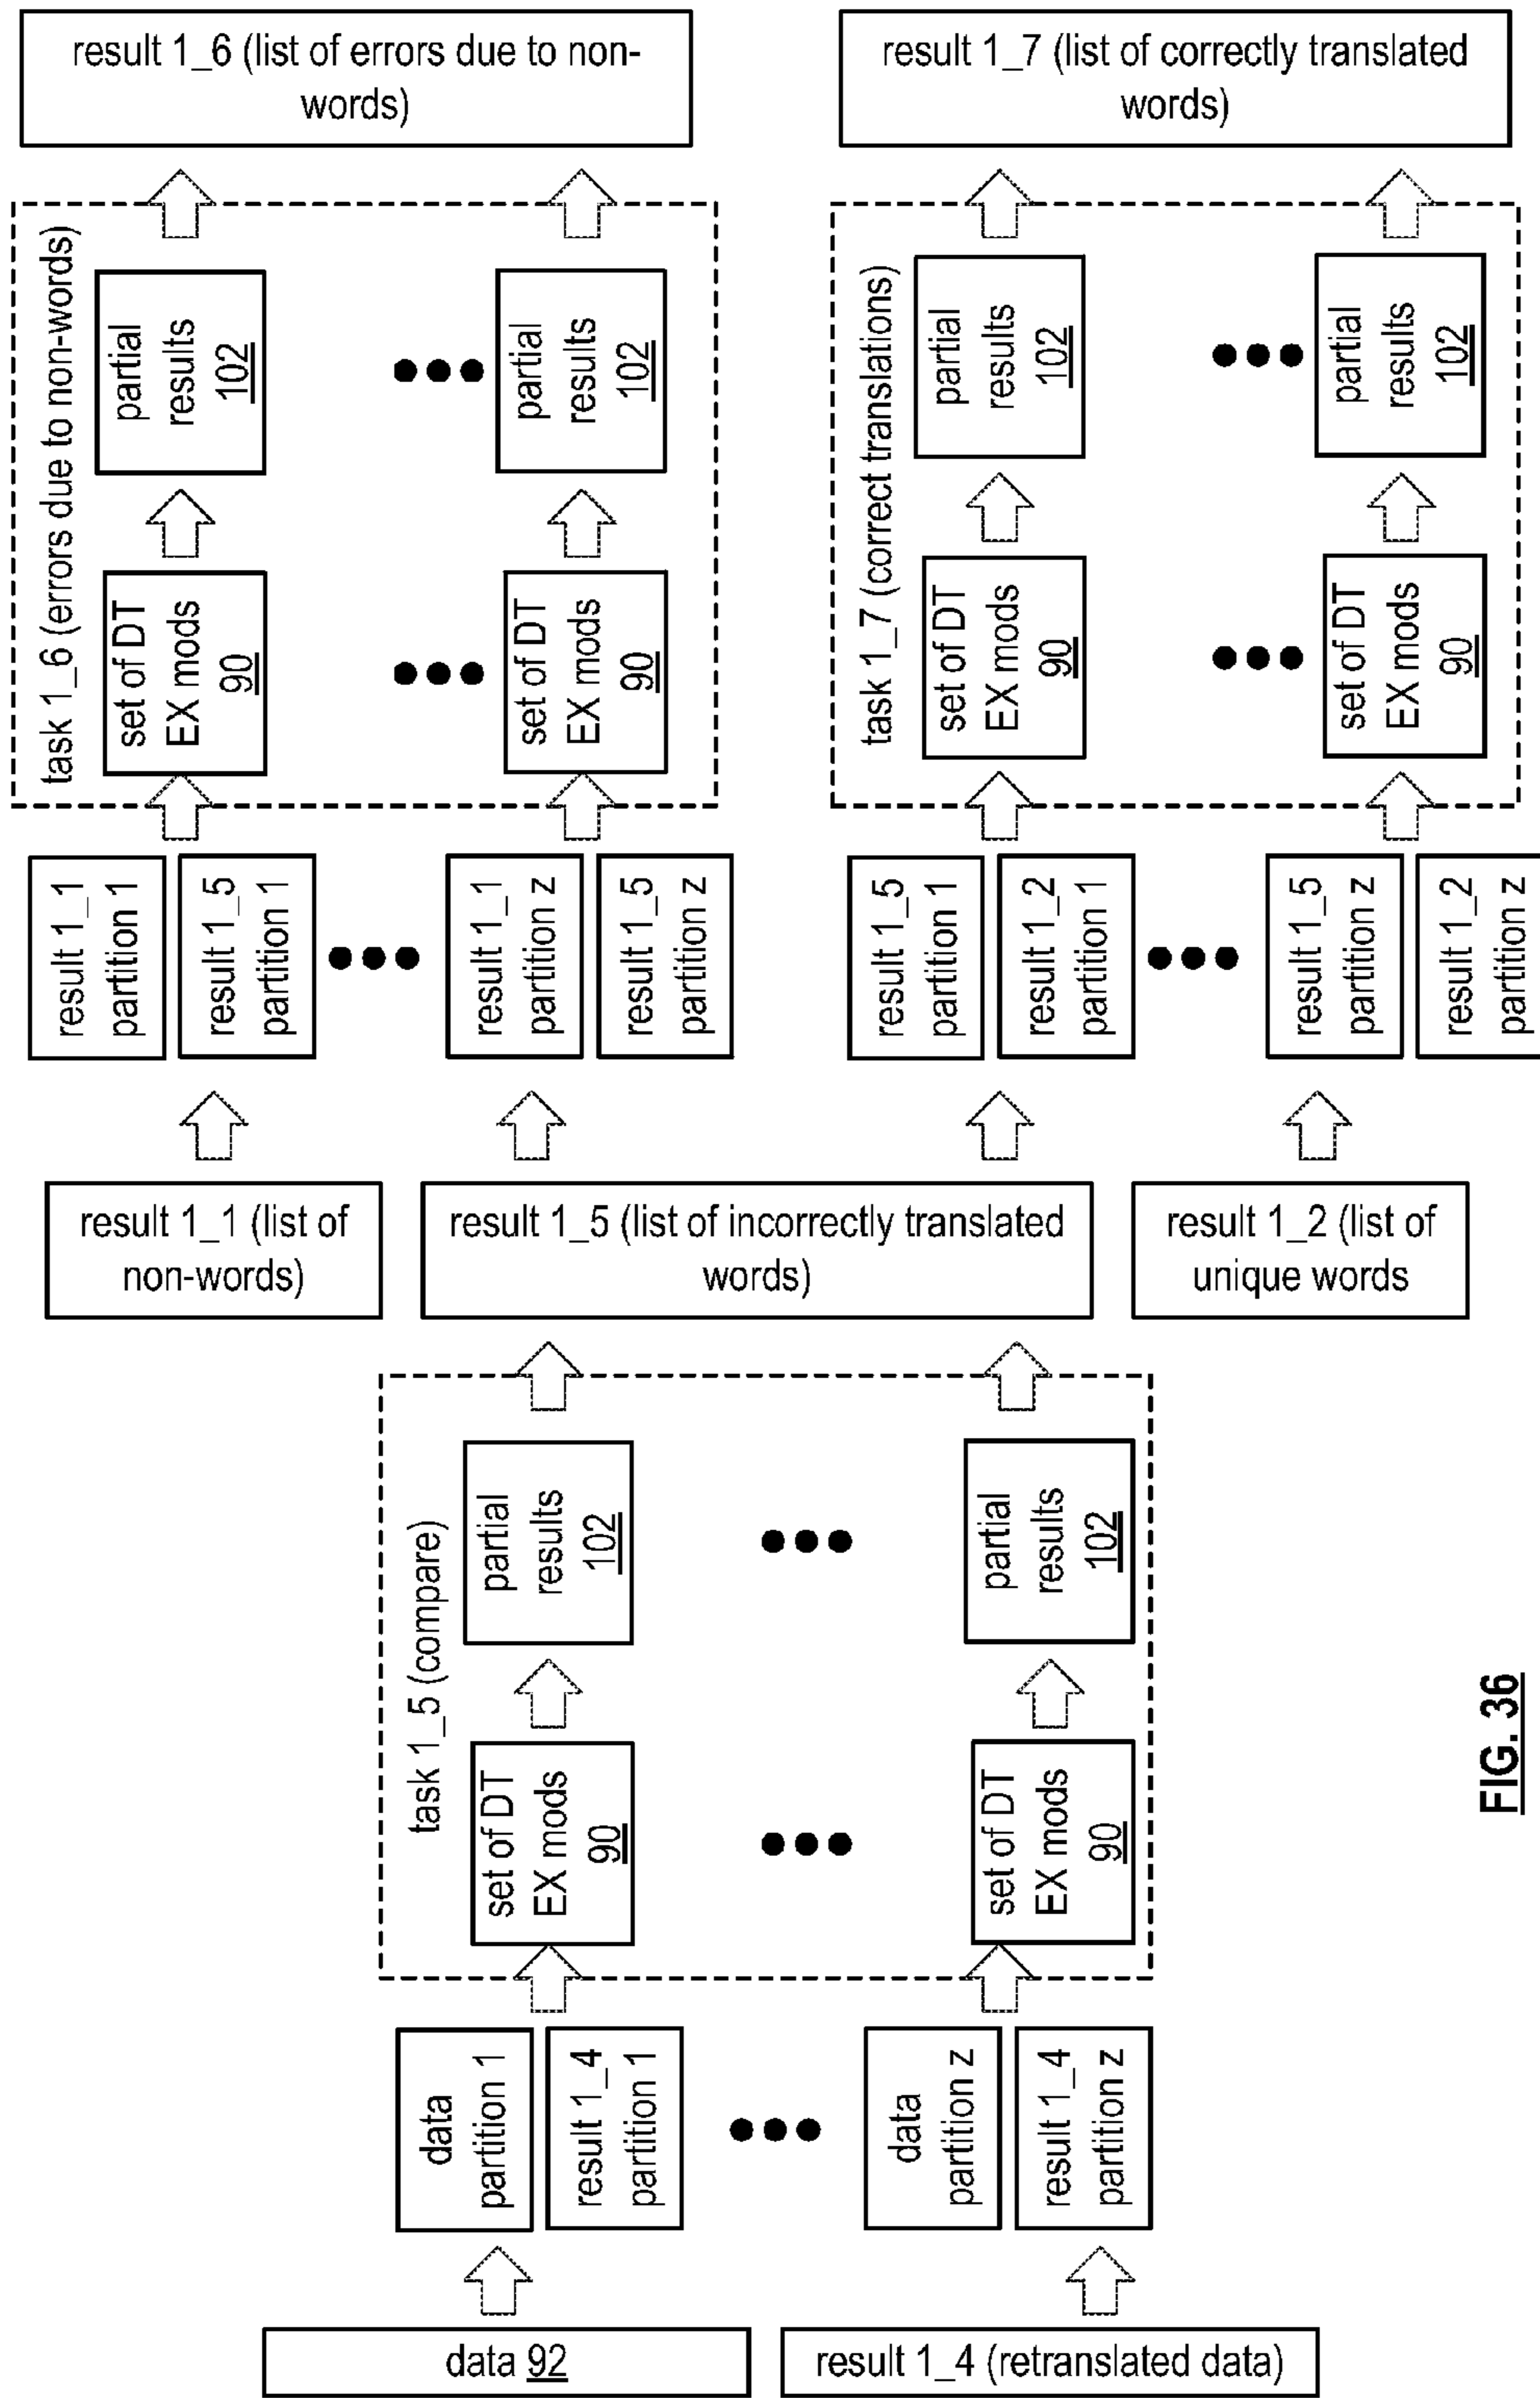 data 92
result 1_4 (retranslated data)
data
partition 1
result 1_4
partition 1
data
partition z
result 1_4
partition z
task 1_5 (compare)
set of DT
EX mods
90
partial
results
102
set of DT
EX mods
90
partial
results
102
result 1_1 (list of
non-words)
result 1_5 (list of incorrectly translated
words)
result 1_2 (list of
unique words
result 1_1
partition 1
result 1_5
partition 1
result 1_1
partition z
result 1_5
partition z
task 1_6 (errors due to non-words)
set of DT
EX mods
90
partial
results
102
set of DT
EX mods
90
partial
results
102
result 1_6 (list of errors due to non-
words)
result 1_5
partition 1
result 1_2
partition 1
result 1_5
partition z
result 1_2
partition z
task 1_7 (correct translations)
set of DT
EX mods
90
partial
results
102
set of DT
EX mods
90
partial
results
102
result 1_7 (list of correctly translated
words)
FIG. 36